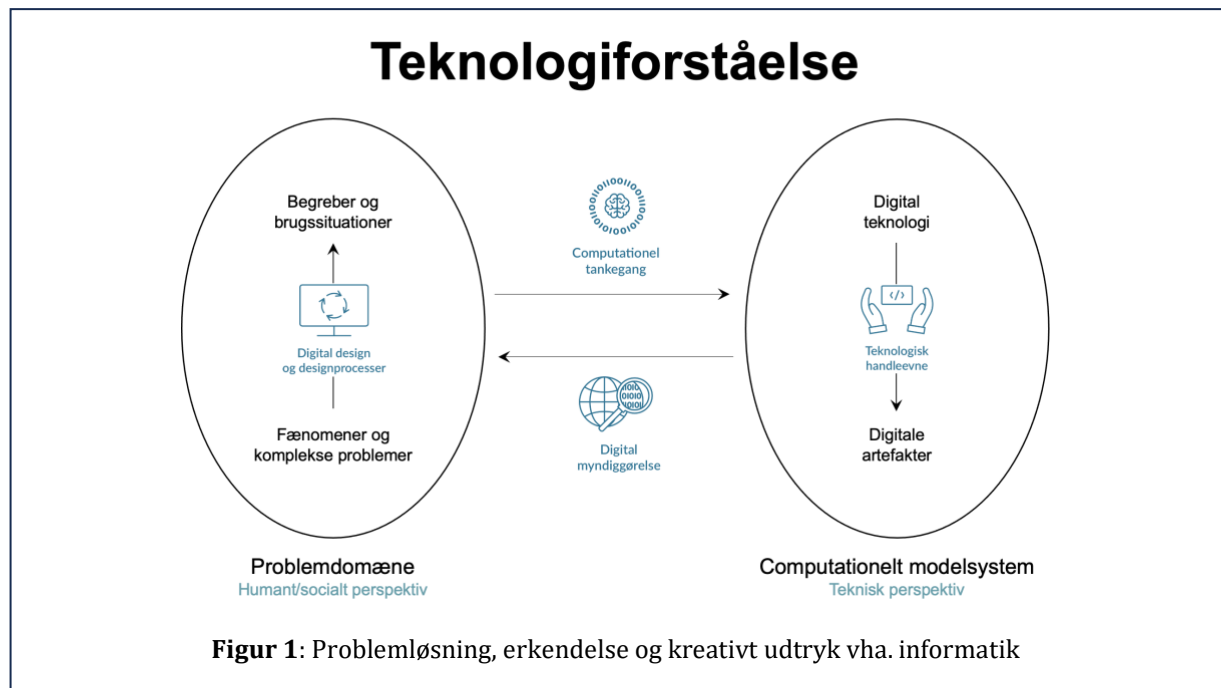 Teknologiforståelse
Begreber og
brugssituationer
Digital design
og designprocesser
Fænomener og
komplekse problemer
Problemdomæne
Humant/socialt perspektiv
Computationel
tankegang
Digital
myndiggørelse
Digital
teknologi
</>
Teknologisk
handleevne
Digitale
artefakter
Computationelt modelsystem
Teknisk perspektiv
Figur 1: Problemløsning, erkendelse og kreativt udtryk vha. informatik